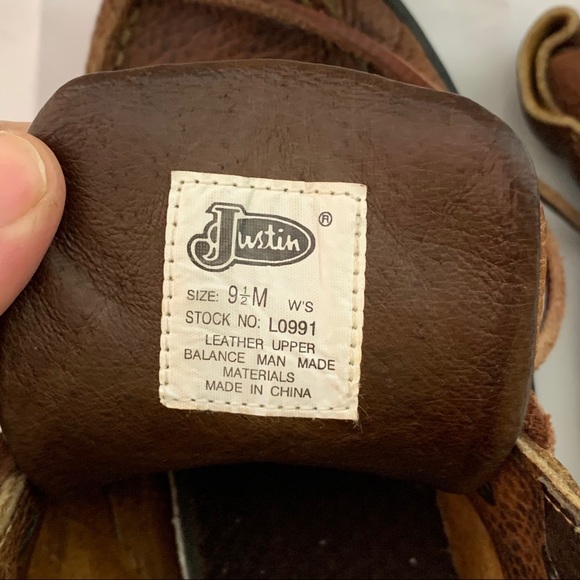 Justin ®
SIZE: 9½M W'S
STOCK NO: L0991
LEATHER UPPER
BALANCE MAN MADE
MATERIALS
MADE IN CHINA